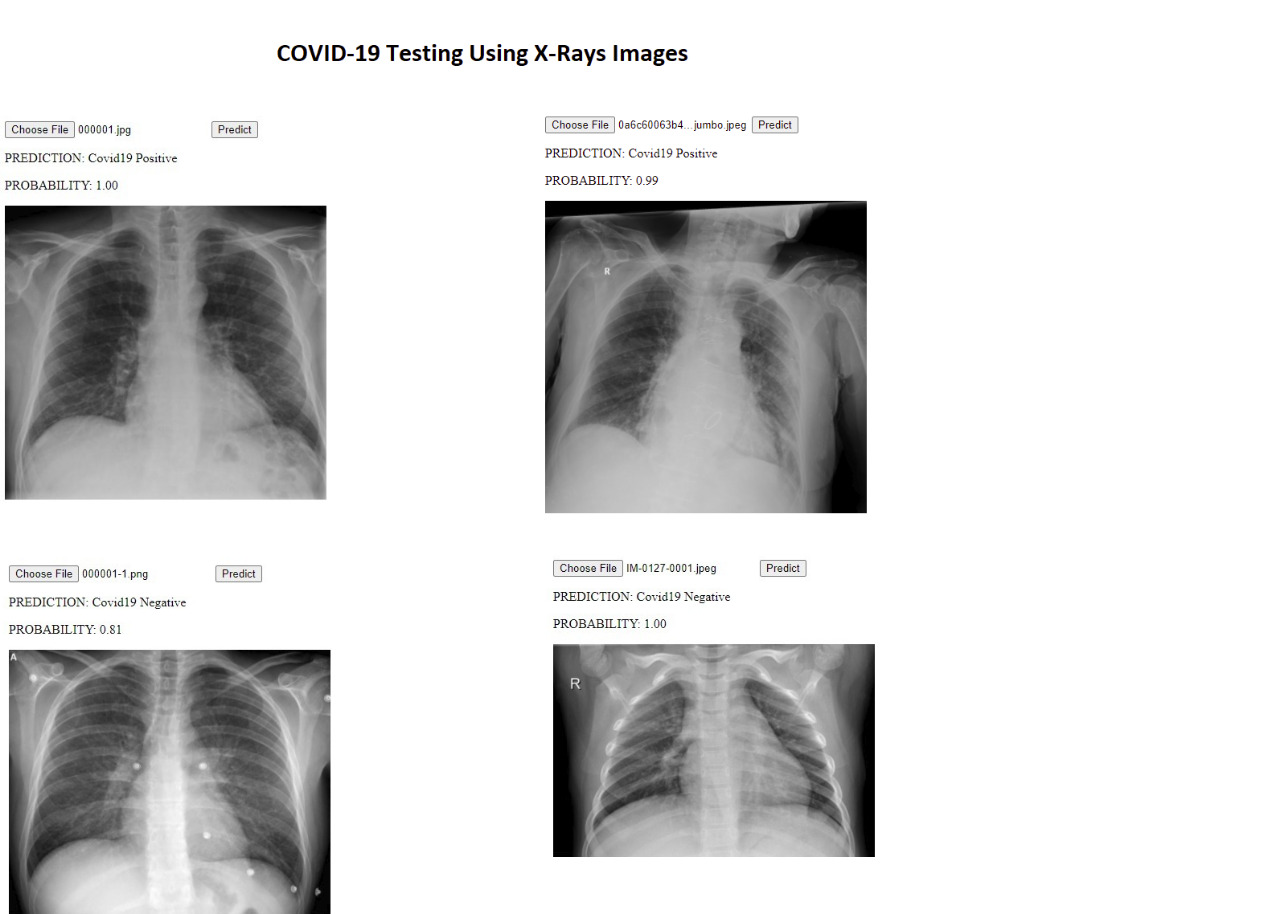 COVID-19 Testing Using X-Rays Images
Choose File 000001.jpg Predict
PREDICTION: Covid19 Positive
PROBABILITY: 1.00
Choose File 0a6c60063b4...jumbo.jpeg Predict
PREDICTION: Covid19 Positive
PROBABILITY: 0.99
R
Choose File 000001-1.png Predict
PREDICTION: Covid19 Negative
PROBABILITY: 0.81
A
Choose File IM-0127-0001.jpeg Predict
PREDICTION: Covid19 Negative
PROBABILITY: 1.00
R